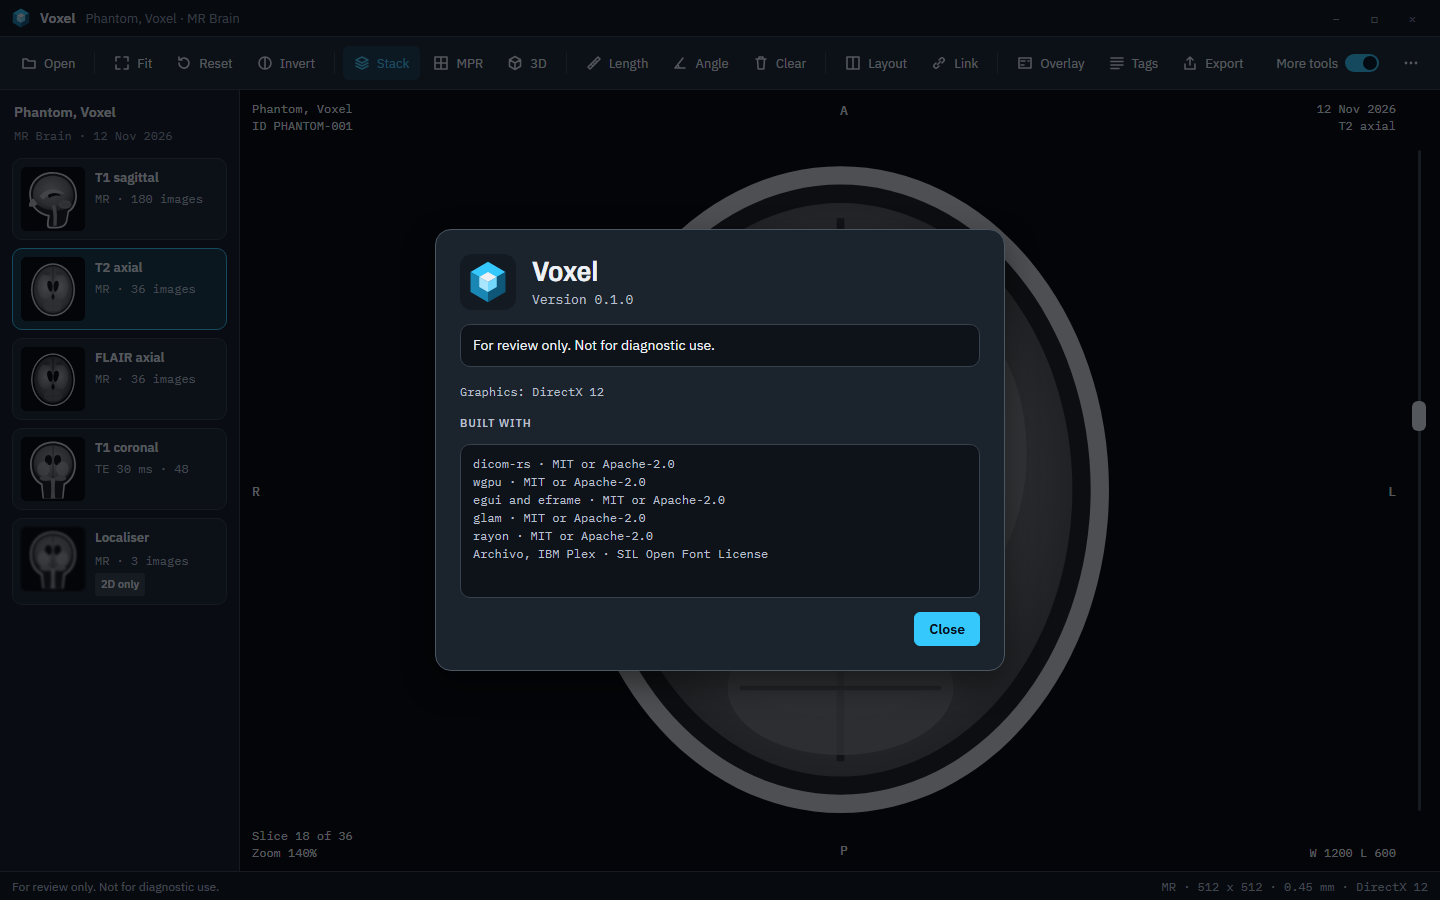 Voxel Phantom, Voxel · MR Brain
Open Fit Reset Invert Stack MPR 3D Length Angle Clear Layout Link Overlay Tags Export More tools
Phantom, Voxel
MR Brain · 12 Nov 2026
T1 sagittal
MR · 180 images
T2 axial
MR · 36 images
FLAIR axial
MR · 36 images
T1 coronal
TE 30 ms · 48
Localiser
MR · 3 images
2D only
Phantom, Voxel
ID PHANTOM-001
A
12 Nov 2026
T2 axial
R
L
Voxel
Version 0.1.0
For review only. Not for diagnostic use.
Graphics: DirectX 12
BUILT WITH
dicom-rs · MIT or Apache-2.0
wgpu · MIT or Apache-2.0
egui and eframe · MIT or Apache-2.0
glam · MIT or Apache-2.0
rayon · MIT or Apache-2.0
Archivo, IBM Plex · SIL Open Font License
Close
Slice 18 of 36
Zoom 140%
P
W 1200 L 600
For review only. Not for diagnostic use.
MR · 512 x 512 · 0.45 mm · DirectX 12